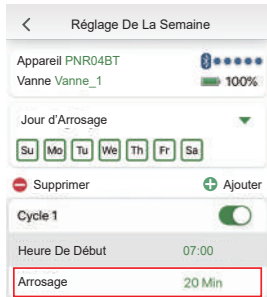 Réglage De La Semaine
Appareil PNR04BT
Vanne Vanne_1 100%
Jour d'Arrosage
Su Mo Tu We Th Fr Sa
Supprimer Ajouter
Cycle 1
Heure De Début 07:00
Arrosage 20 Min